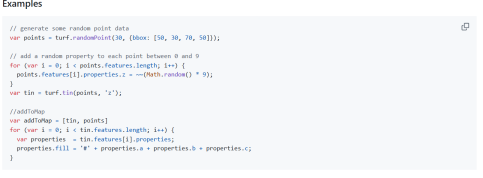 Examples
// generate some random point data
var points = turf.randomPoint(30, {bbox: [50, 30, 70, 50]});
// add a random property to each point between 0 and 9
for (var i = 0; i < points.features.length; i++) {
points.features[i].properties.z = ~~(Math.random() * 9);
}
var tin = turf.tin(points, 'z');
//addToMap
var addToMap = [tin, points]
for (var i = 0; i < tin.features.length; i++) {
var properties = tin.features[i].properties;
properties.fill = '#' + properties.a + properties.b + properties.c;
}